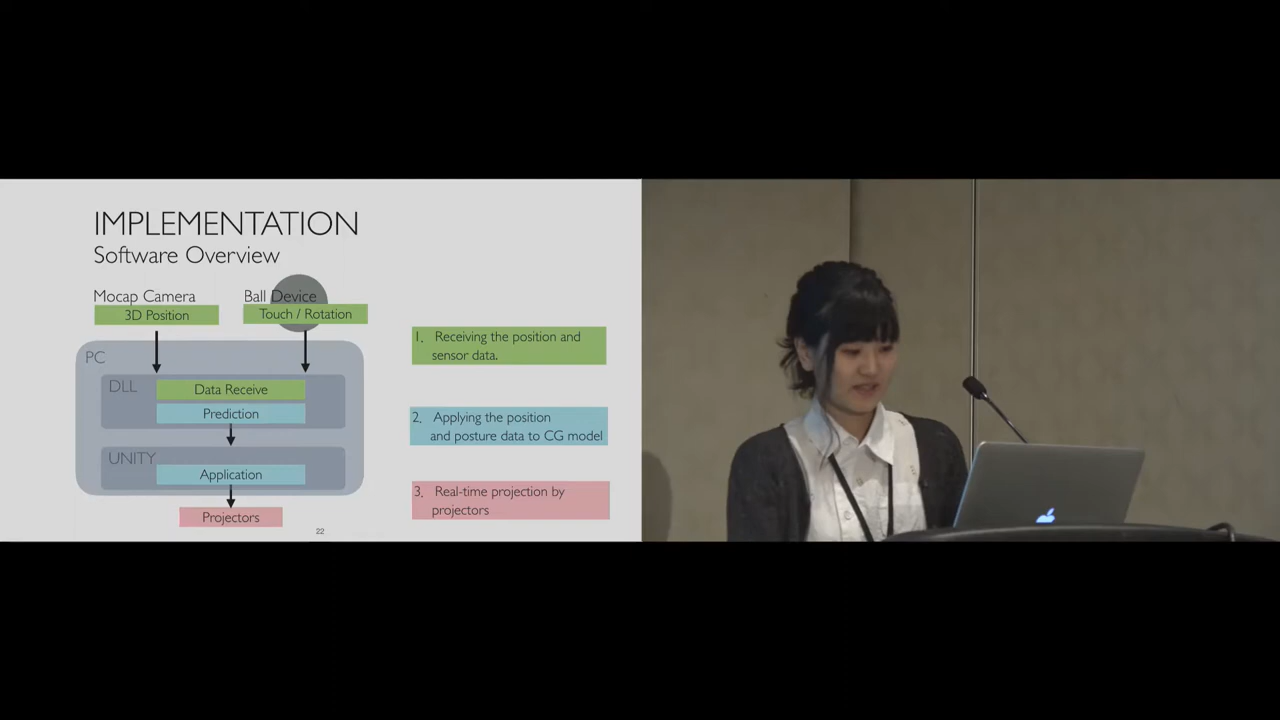 IMPLEMENTATION
Software Overview
Mocap Camera
3D Position
Ball Device
Touch / Rotation
PC
DLL
Data Receive
Prediction
UNITY
Application
Projectors
1. Receiving the position and
sensor data.
2. Applying the position
and posture data to CG model
3. Real-time projection by
projectors
22